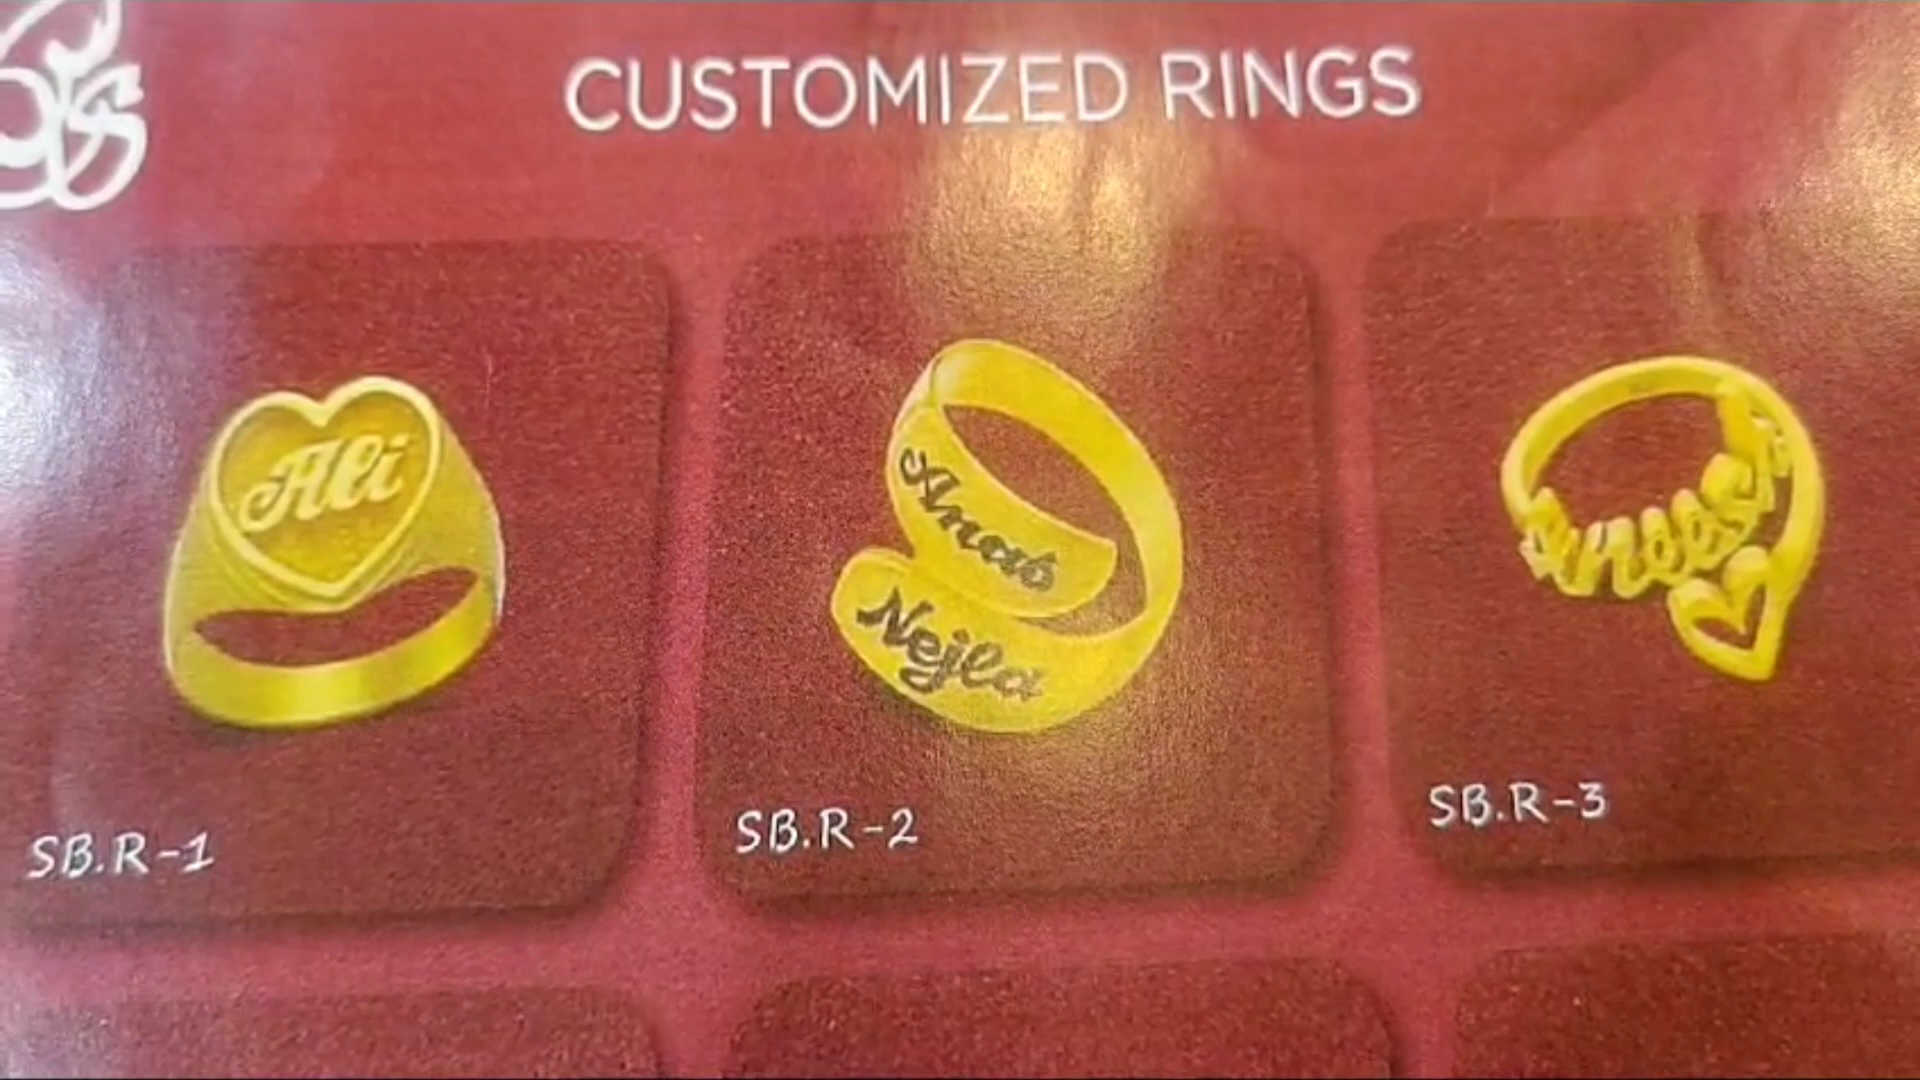 CUSTOMIZED RINGS
Ali
Nejla
SB.R-1
SB.R-2
SB.R-3